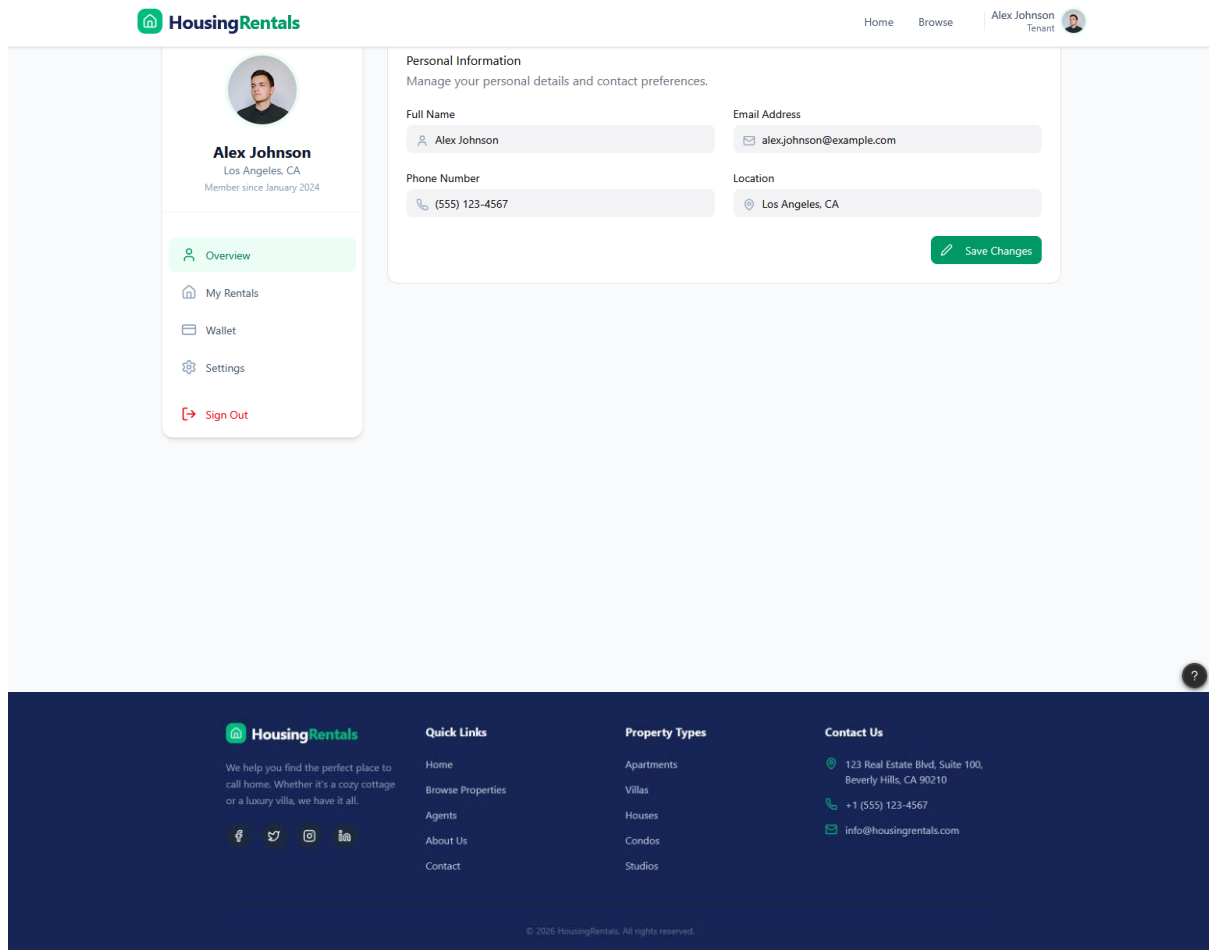 HousingRentals
Home
Browse
Alex Johnson
Tenant
Alex Johnson
Los Angeles, CA
Member since January 2024
Overview
My Rentals
Wallet
Settings
Sign Out
Personal Information
Manage your personal details and contact preferences.
Full Name
Alex Johnson
Email Address
alex.johnson@example.com
Phone Number
(555) 123-4567
Location
Los Angeles, CA
Save Changes
?
HousingRentals
We help you find the perfect place to
call home. Whether it's a cozy cottage
or a luxury villa, we have it all.
Quick Links
Home
Browse Properties
Agents
About Us
Contact
Property Types
Apartments
Villas
Houses
Condos
Studios
Contact Us
123 Real Estate Blvd, Suite 100,
Beverly Hills, CA 90210
+1 (555) 123-4567
info@housingrentals.com
© 2026 HousingRentals. All rights reserved.